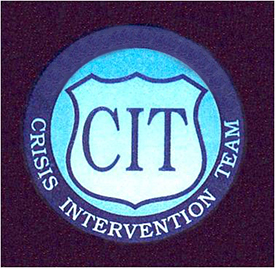 CIT
CRISIS INTERVENTION TEAM